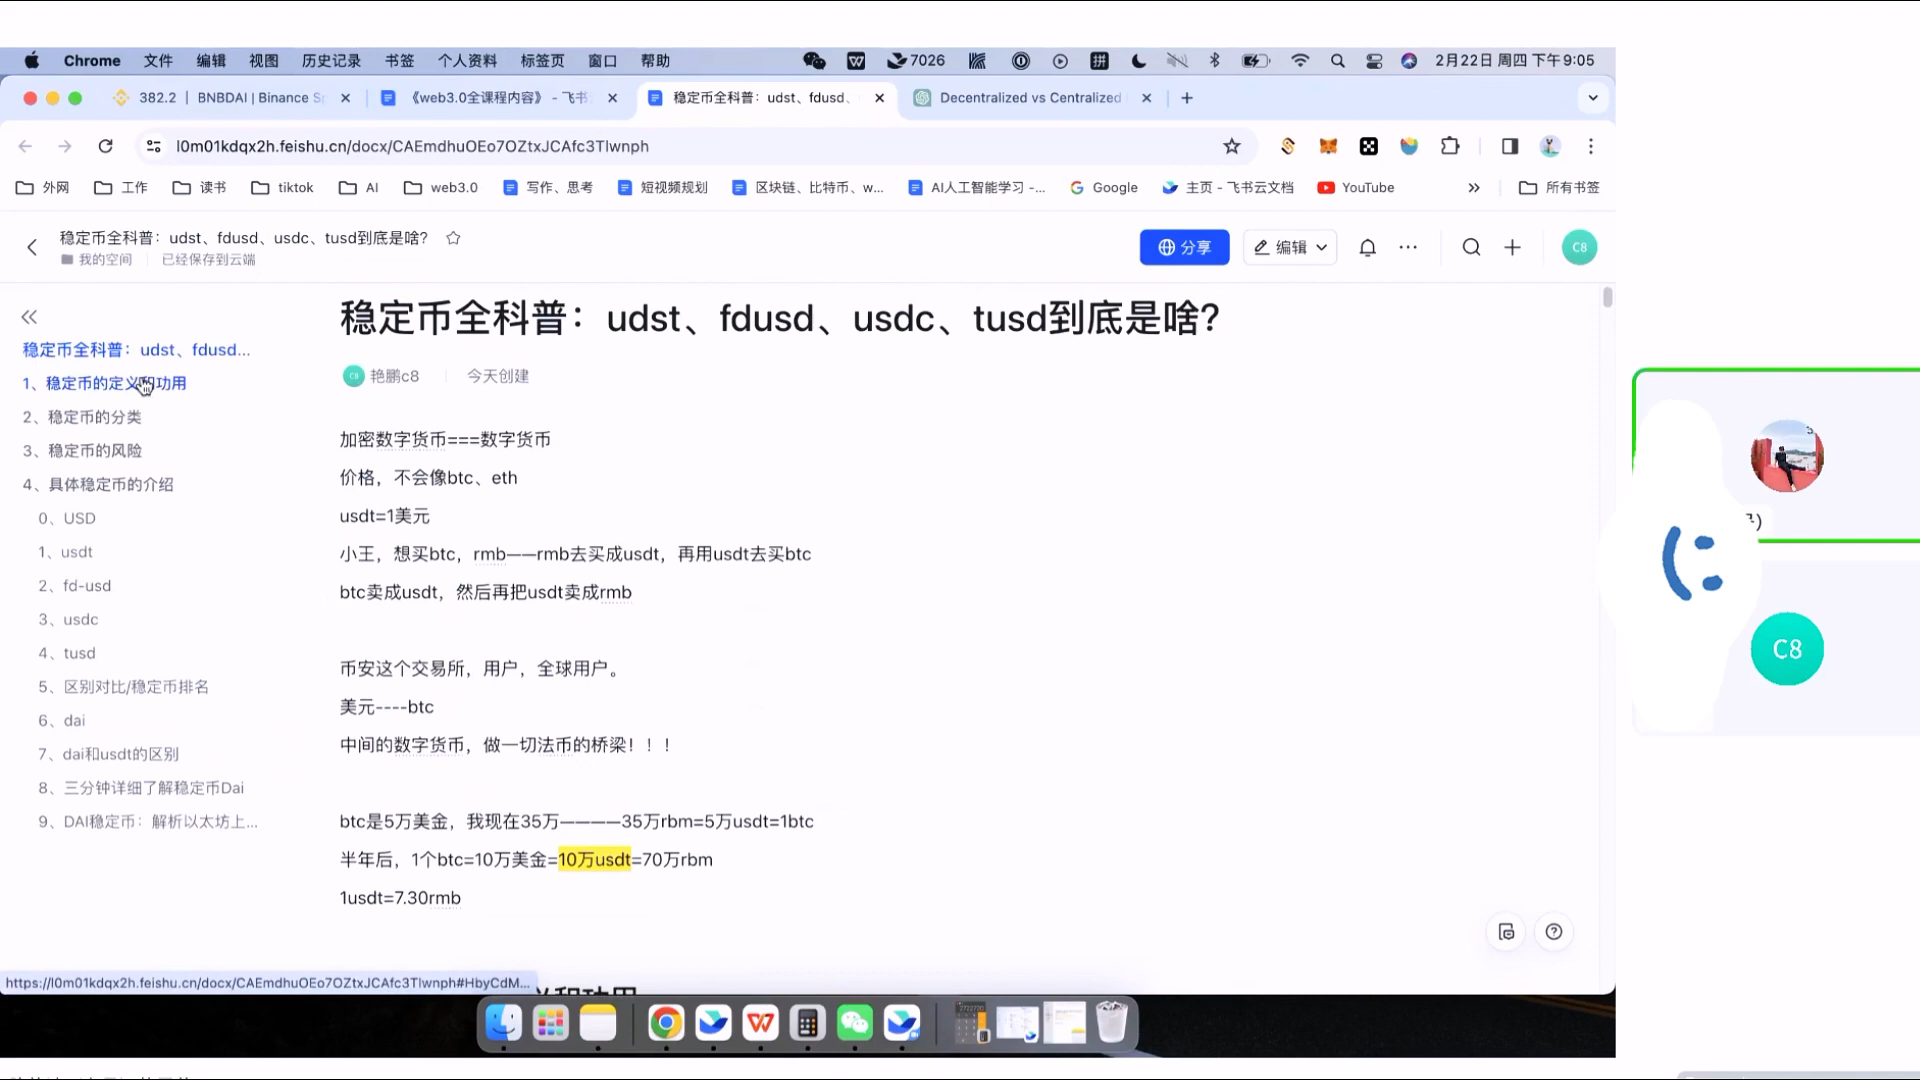 Chrome 文件 编辑 视图 历史记录 书签 个人资料 标签页 窗口 帮助 7026 拼 2月22日 周四 下午9:05
382.2 | BNBDAI | Binance Sp 《web3.0全课程内容》 - 飞书 稳定币全科普：udst、fdusd、 Decentralized vs Centralized
l0m01kdqx2h.feishu.cn/docx/CAEmdhuOEo7OZtxJCAfc3Tlwnph
外网 工作 读书 tiktok AI web3.0 写作、思考 短视频规划 区块链、比特币、w... AI人工智能学习 -... Google 主页 - 飞书云文档 YouTube 所有书签
稳定币全科普：udst、fdusd、usdc、tusd到底是啥?
我的空间 已经保存到云端
分享 编辑 C8
稳定币全科普：udst、fdusd...
1、稳定币的定义和功用
2、稳定币的分类
3、稳定币的风险
4、具体稳定币的介绍
0、USD
1、usdt
2、fd-usd
3、usdc
4、tusd
5、区别对比/稳定币排名
6、dai
7、dai和usdt的区别
8、三分钟详细了解稳定币Dai
9、DAI稳定币：解析以太坊上...
稳定币全科普：udst、fdusd、usdc、tusd到底是啥?
C8 艳鹏c8 今天创建
加密数字货币===数字货币
价格，不会像btc、eth
usdt=1美元
小王，想买btc，rmb——rmb去买成usdt，再用usdt去买btc
btc卖成usdt，然后再把usdt卖成rmb
币安这个交易所，用户，全球用户。
美元----btc
中间的数字货币，做一切法币的桥梁！！！
btc是5万美金，我现在35万————35万rbm=5万usdt=1btc
半年后，1个btc=10万美金=10万usdt=70万rbm
1usdt=7.30rmb
https://l0m01kdqx2h.feishu.cn/docx/CAEmdhuOEo7OZtxJCAfc3Tlwnph#HbyCdM...
C8